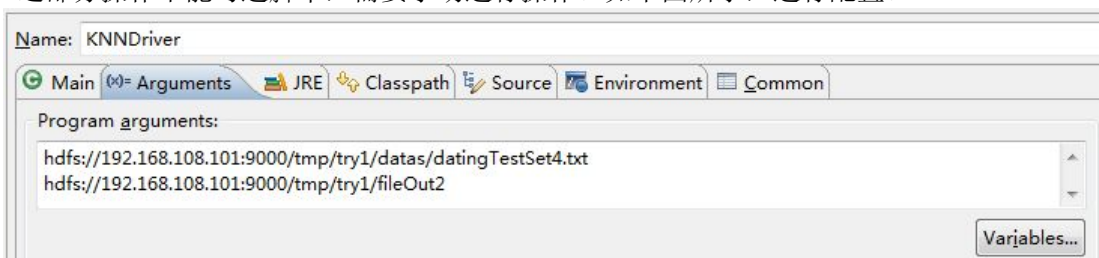 Name: KNNDriver
Main (x)= Arguments JRE Classpath Source Environment Common
Program arguments:
hdfs://192.168.108.101:9000/tmp/try1/datas/datingTestSet4.txt
hdfs://192.168.108.101:9000/tmp/try1/fileOut2
Variables...